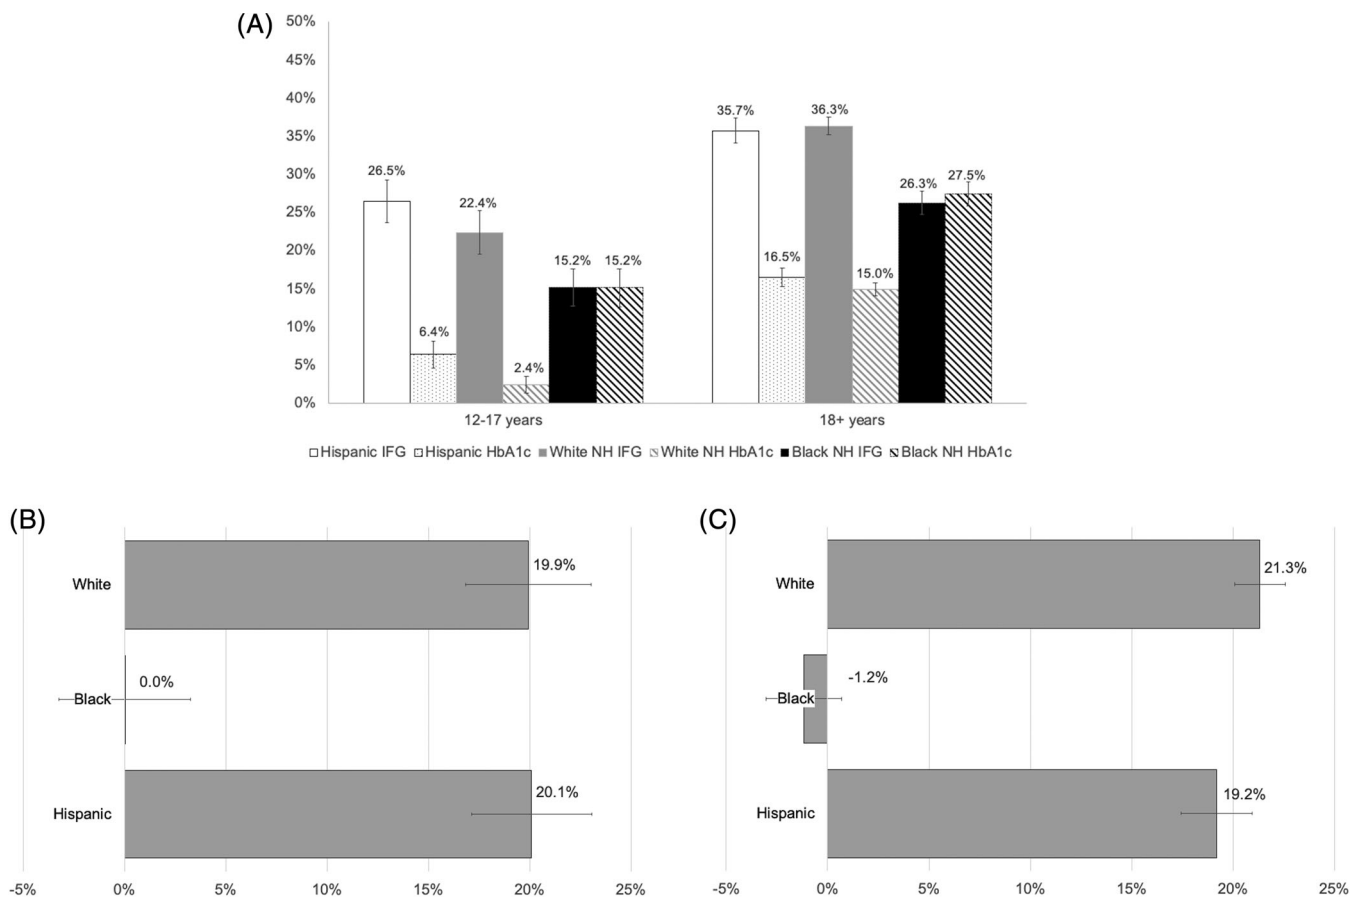 (A)
50%
45%
40%
35%
30%
25%
20%
15%
10%
5%
0%
26.5%
6.4%
22.4%
2.4%
15.2%
15.2%
35.7%
16.5%
36.3%
15.0%
26.3%
27.5%
12-17 years
18+ years
Hispanic IFG Hispanic HbA1c White NH IFG White NH HbA1c Black NH IFG Black NH HbA1c
(B)
White
19.9%
Black
0.0%
Hispanic
20.1%
-5% 0% 5% 10% 15% 20% 25%
(C)
White
21.3%
Black
-1.2%
Hispanic
19.2%
-5% 0% 5% 10% 15% 20% 25%